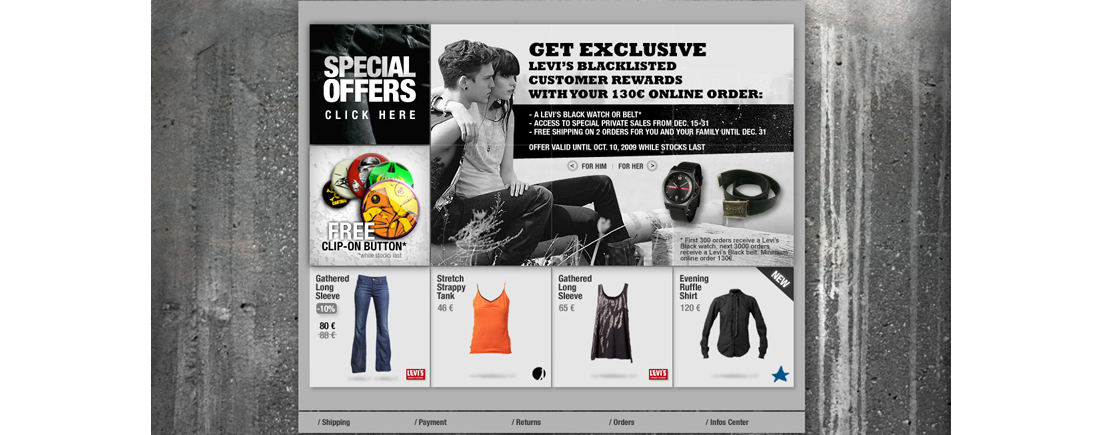 SPECIAL
OFFERS
CLICK HERE
GET EXCLUSIVE
LEVI'S BLACKLISTED
CUSTOMER REWARDS
WITH YOUR 130€ ONLINE ORDER:
- A LEVI'S BLACK WATCH OR BELT*
- ACCESS TO SPECIAL PRIVATE SALES FROM DEC. 15-31
- FREE SHIPPING ON 2 ORDERS FOR YOU AND YOUR FAMILY UNTIL DEC. 31
OFFER VALID UNTIL OCT. 10, 2009 WHILE STOCKS LAST
< FOR HIM | FOR HER >
* First 300 orders receive a Levi's
Black watch, next 3000 orders
receive a Levi's Black belt. Minimum
online order 130€.
FREE
CLIP-ON BUTTON*
*while stocks last
Gathered
Long
Sleeve
-10%
80 €
88 €
LEVI'S
Stretch
Strappy
Tank
46 €
Gathered
Long
Sleeve
65 €
LEVI'S
Evening
Ruffle
Shirt
120 €
NEW
/ Shipping
/ Payment
/ Returns
/ Orders
/ Infos Center